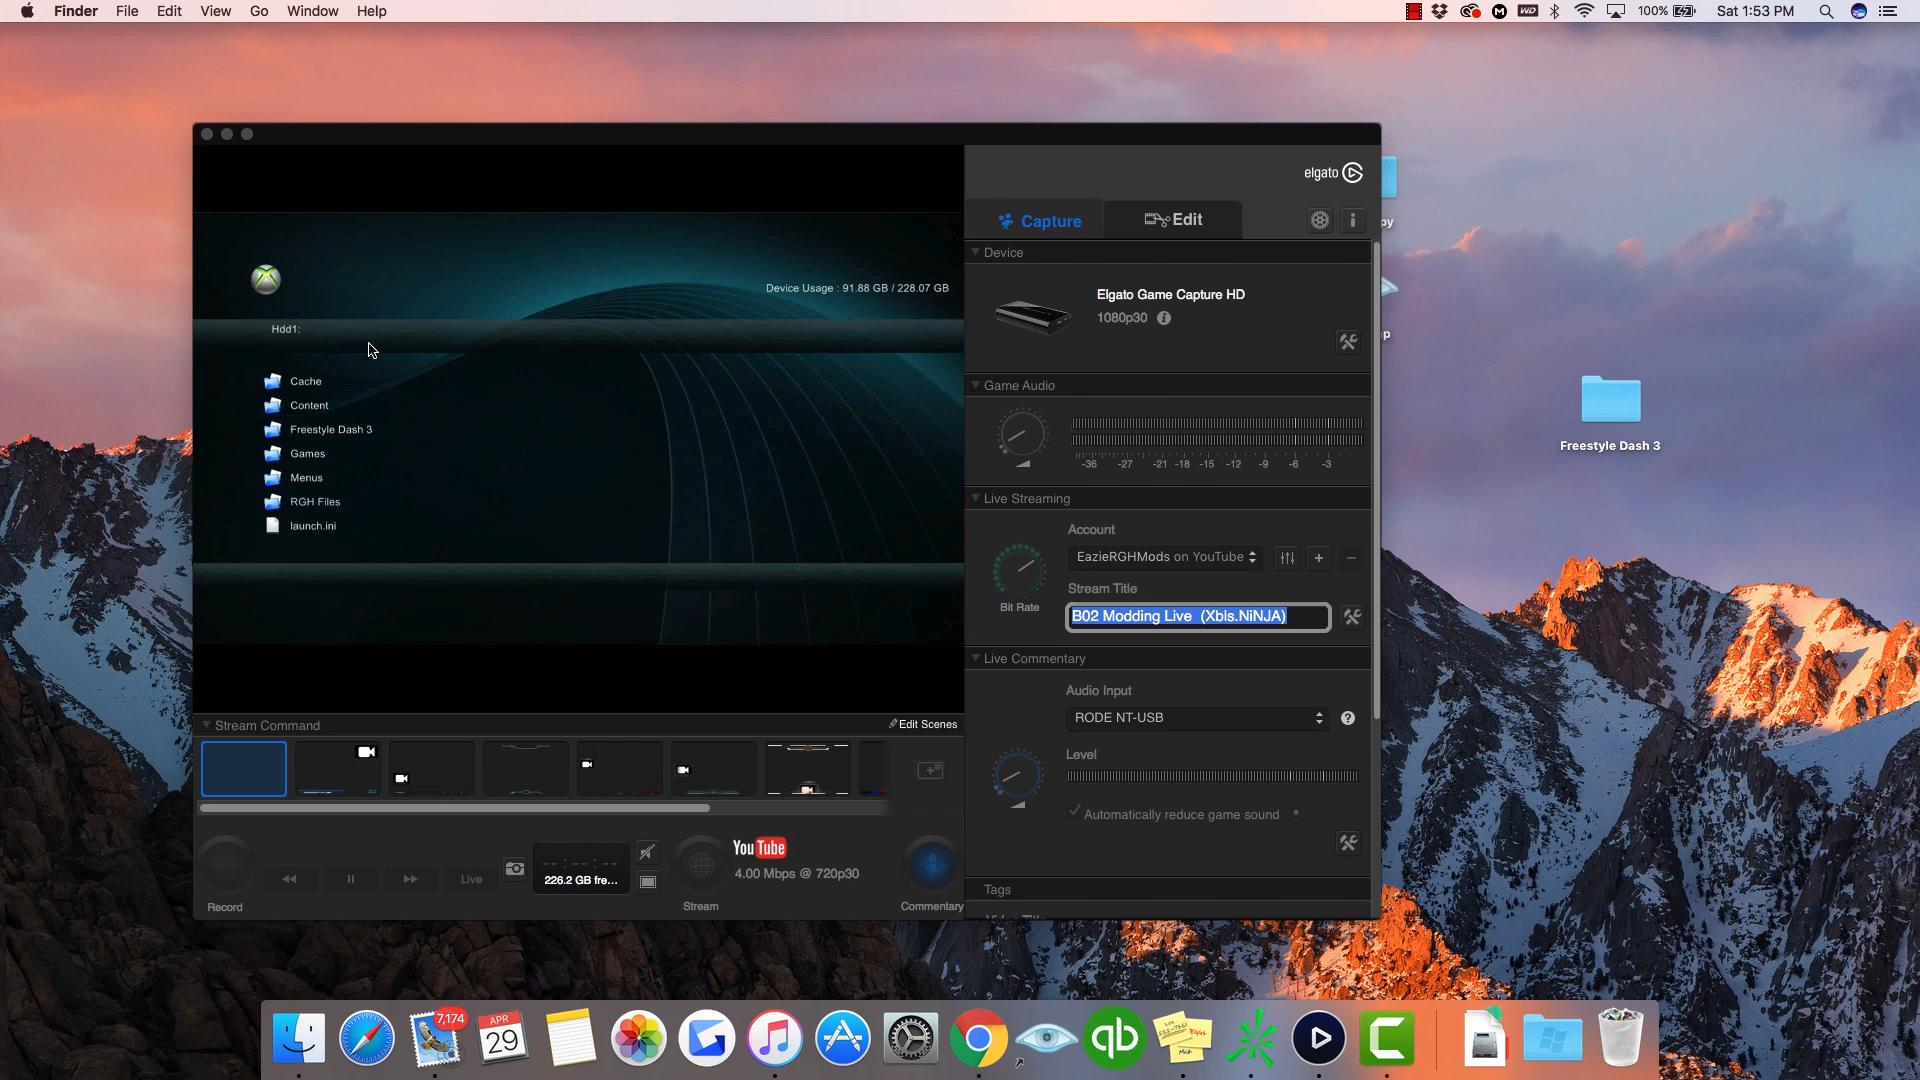 Finder File Edit View Go Window Help
100% Sat 1:53 PM
elgato
Capture Edit
Device
Elgato Game Capture HD
1080p30
Device Usage : 91.88 GB / 228.07 GB
Hdd1:
Cache
Content
Freestyle Dash 3
Games
Menus
RGH Files
launch.ini
Game Audio
-36 -27 -21 -18 -15 -12 -9 -6 -3
Live Streaming
Account
EazieRGHMods on YouTube
Stream Title
Bit Rate
B02 Modding Live (Xbls.NiNJA)
Live Commentary
Audio Input
RODE NT-USB
Level
Automatically reduce game sound
Tags
Stream Command Edit Scenes
Live
226.2 GB fre...
YouTube
4.00 Mbps @ 720p30
Record Stream Commentary
py
p
Freestyle Dash 3
7,174
APR
29
WD
qb